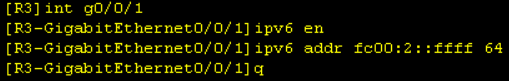 [R3]int g0/0/1
[R3-GigabitEthernet0/0/1]ipv6 en
[R3-GigabitEthernet0/0/1]ipv6 addr fc00:2::ffff 64
[R3-GigabitEthernet0/0/1]q